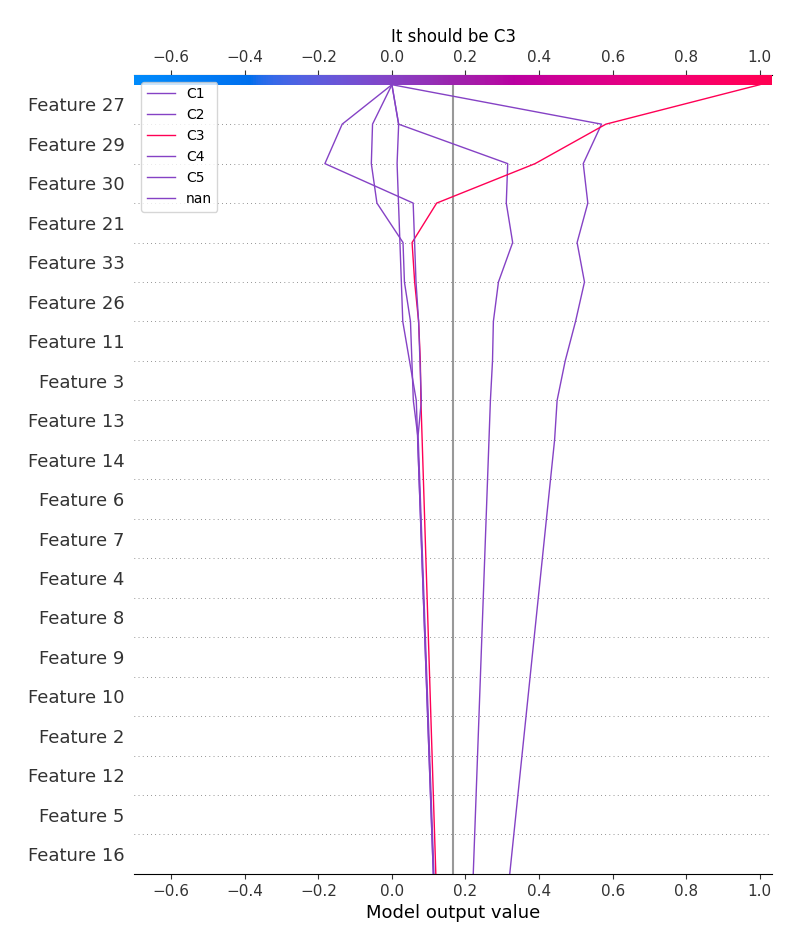 It should be C3
−0.6 −0.4 −0.2 0.0 0.2 0.4 0.6 0.8 1.0
C1
C2
C3
C4
C5
nan
Feature 27
Feature 29
Feature 30
Feature 21
Feature 33
Feature 26
Feature 11
Feature 3
Feature 13
Feature 14
Feature 6
Feature 7
Feature 4
Feature 8
Feature 9
Feature 10
Feature 2
Feature 12
Feature 5
Feature 16
−0.6 −0.4 −0.2 0.0 0.2 0.4 0.6 0.8 1.0
Model output value